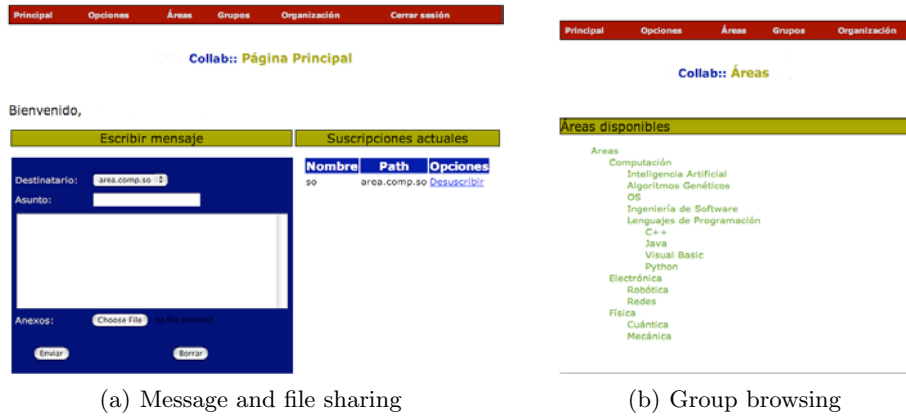 Principal Opciones Áreas Grupos Organización Cerrar sesión
Collab:: Página Principal
Bienvenido,
Escribir mensaje
Suscripciones actuales
Destinatario: area.comp.so
Asunto:
Nombre Path Opciones
so area.comp.so Desuscribir
Anexos: Choose File no file selected
Enviar Borrar
(a) Message and file sharing
Principal Opciones Áreas Grupos Organización
Collab:: Áreas
Áreas disponibles
Areas
Computación
Inteligencia Artificial
Algoritmos Genéticos
OS
Ingeniería de Software
Lenguajes de Programación
C++
Java
Visual Basic
Python
Electrónica
Robótica
Redes
Física
Cuántica
Mecánica
(b) Group browsing